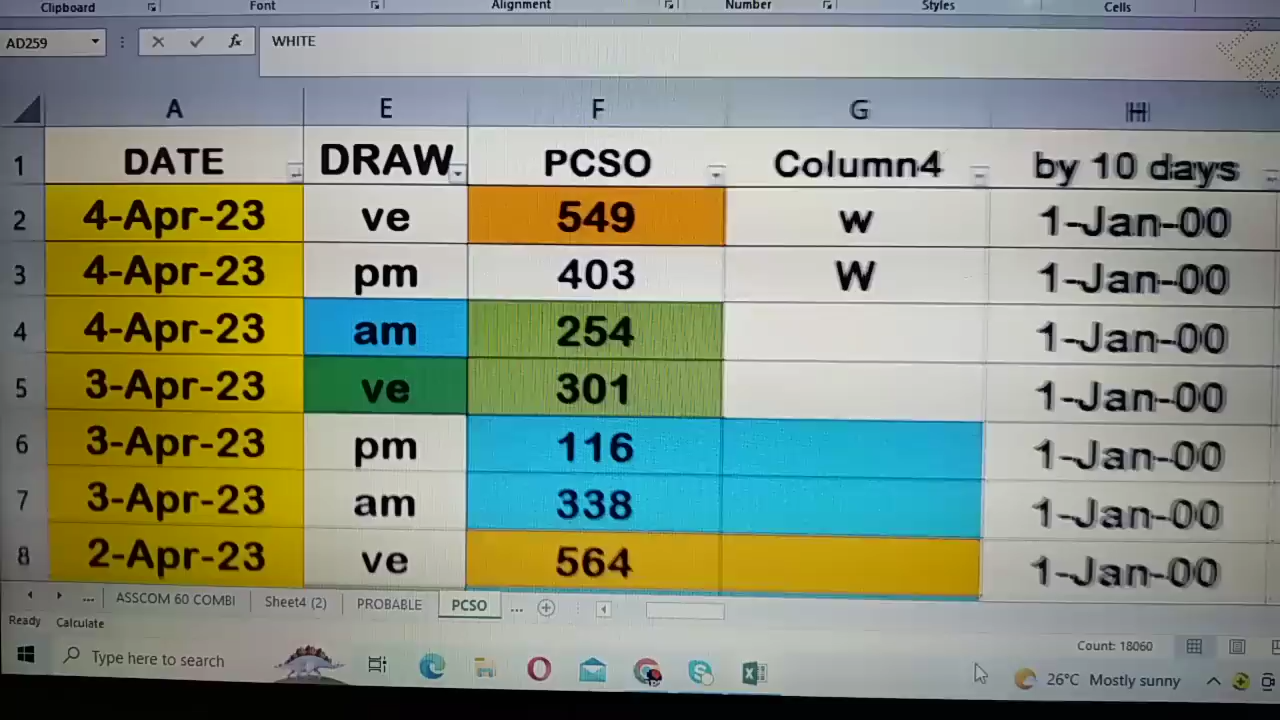 Clipboard Font Alignment Number Styles Cells
AD259 fx WHITE
A E F G H
1 DATE DRAW PCSO Column4 by 10 days
2 4-Apr-23 ve 549 w 1-Jan-00
3 4-Apr-23 pm 403 W 1-Jan-00
4 4-Apr-23 am 254 1-Jan-00
5 3-Apr-23 ve 301 1-Jan-00
6 3-Apr-23 pm 116 1-Jan-00
7 3-Apr-23 am 338 1-Jan-00
8 2-Apr-23 ve 564 1-Jan-00
... ASSCOM 60 COMBI Sheet4 (2) PROBABLE PCSO ...
Ready Calculate Count: 18060
Type here to search 26°C Mostly sunny